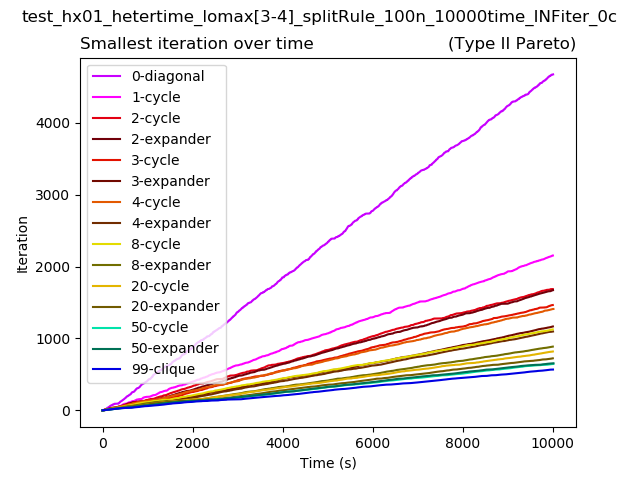 test_hx01_hetertime_lomax[3-4]_splitRule_100n_10000time_INFiter_0c
Smallest iteration over time (Type II Pareto)
0-diagonal
1-cycle
2-cycle
2-expander
3-cycle
3-expander
4-cycle
4-expander
8-cycle
8-expander
20-cycle
20-expander
50-cycle
50-expander
99-clique
Iteration
4000
3000
2000
1000
0
0 2000 4000 6000 8000 10000
Time (s)